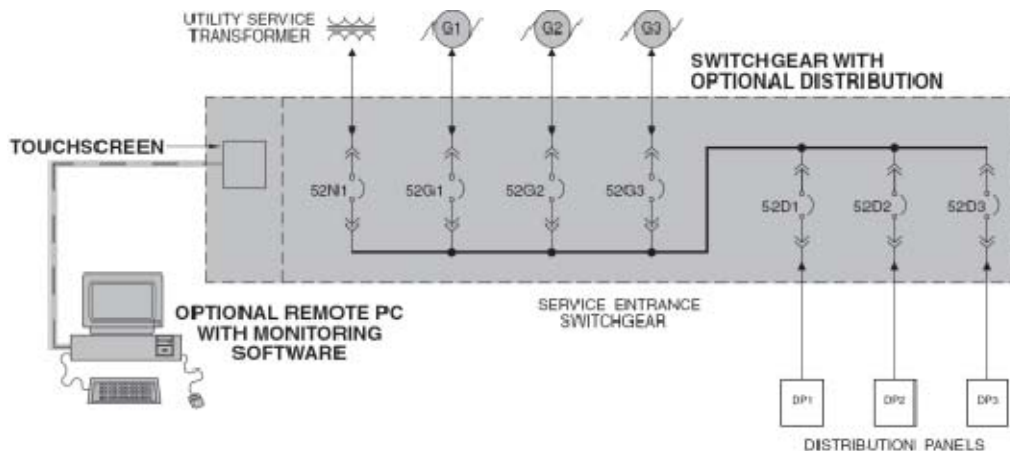 UTILITY SERVICE
TRANSFORMER
G1
G2
G3
SWITCHGEAR WITH
OPTIONAL DISTRIBUTION
TOUCHSCREEN
52N1
52G1
52G2
52G3
52D1
52D2
52D3
OPTIONAL REMOTE PC
WITH MONITORING
SOFTWARE
SERVICE ENTRANCE
SWITCHGEAR
DP1
DP2
DP3
DISTRIBUTION PANELS